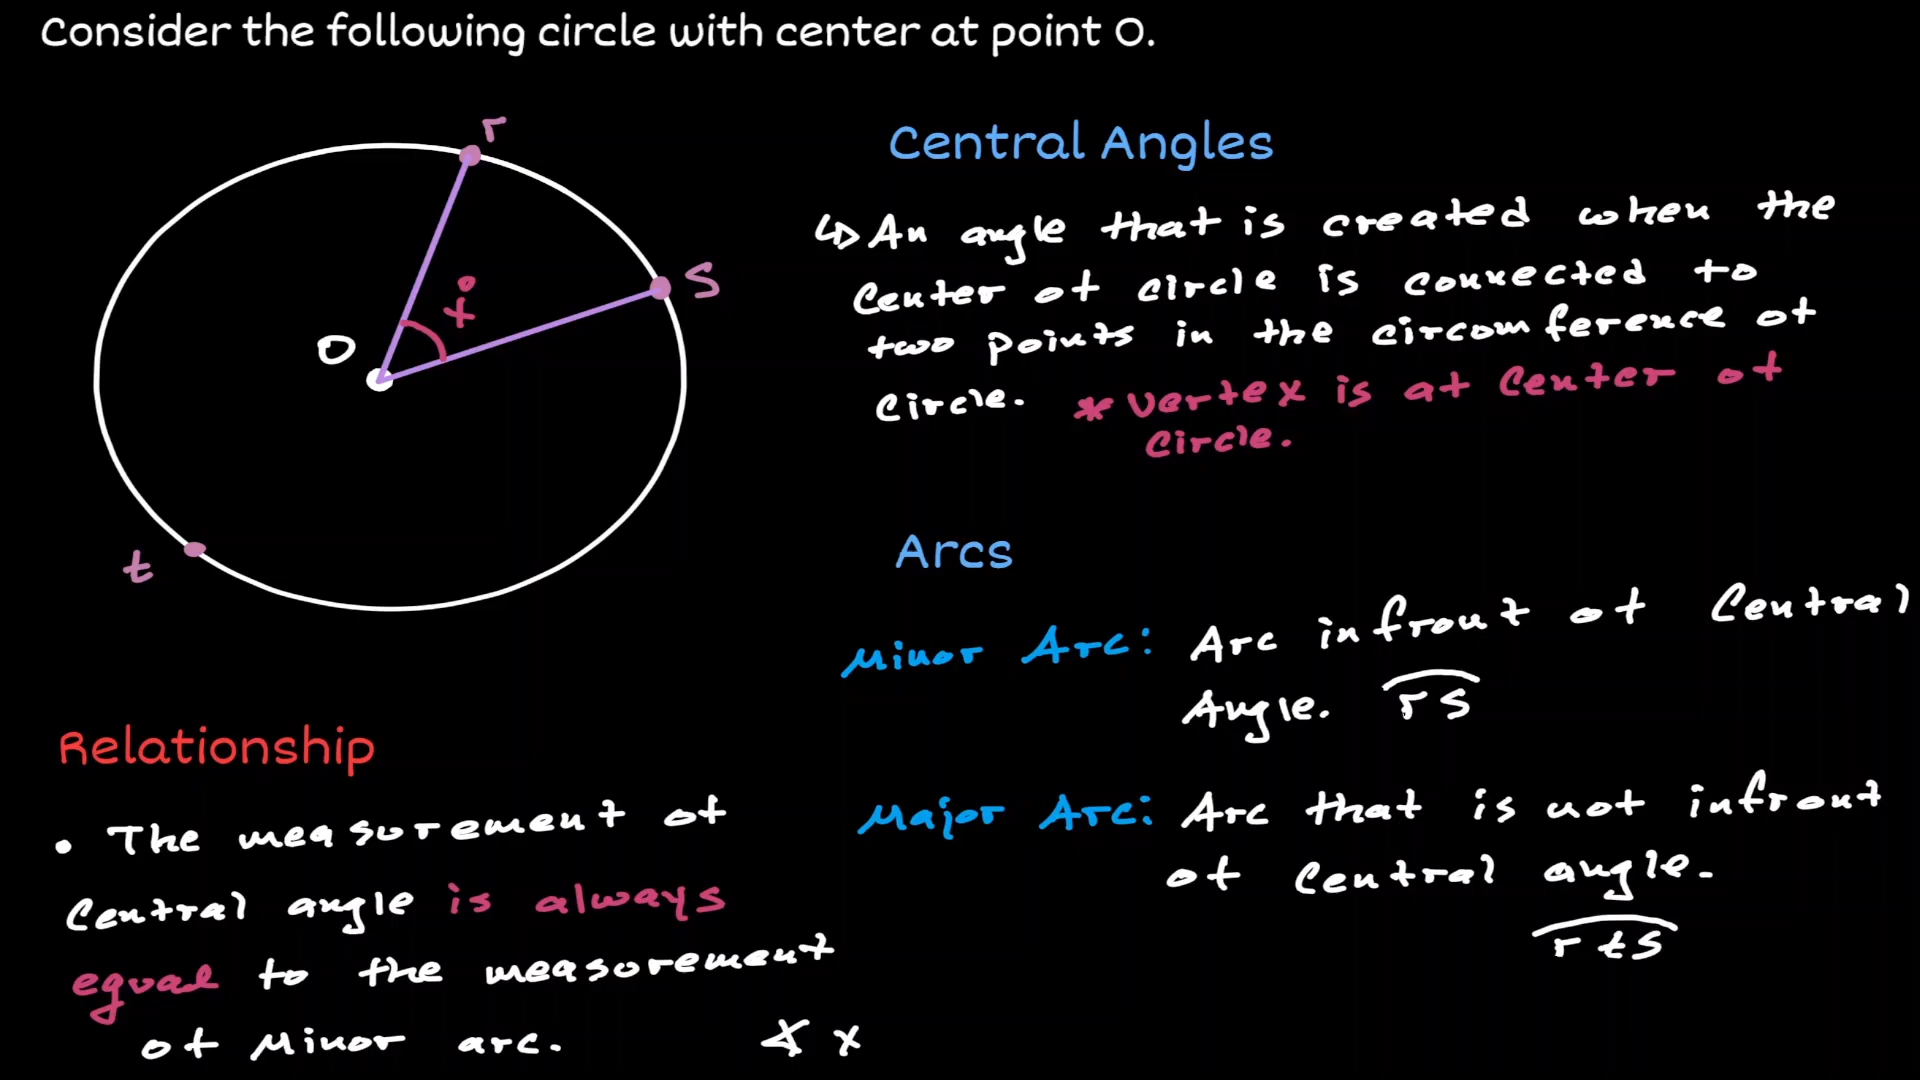 Consider the following circle with center at point O.
r
s
x°
O
t
Central Angles
↳ An angle that is created when the
center of circle is connected to
two points in the circomference of
circle. * vertex is at center of
circle.
Arcs
Minor Arc: Arc infront of central
Angle. rs
Major Arc: Arc that is not infront
of central angle.
rts
Relationship
• The measurement of
central angle is always
equal to the measurement
of minor arc. ∡ x